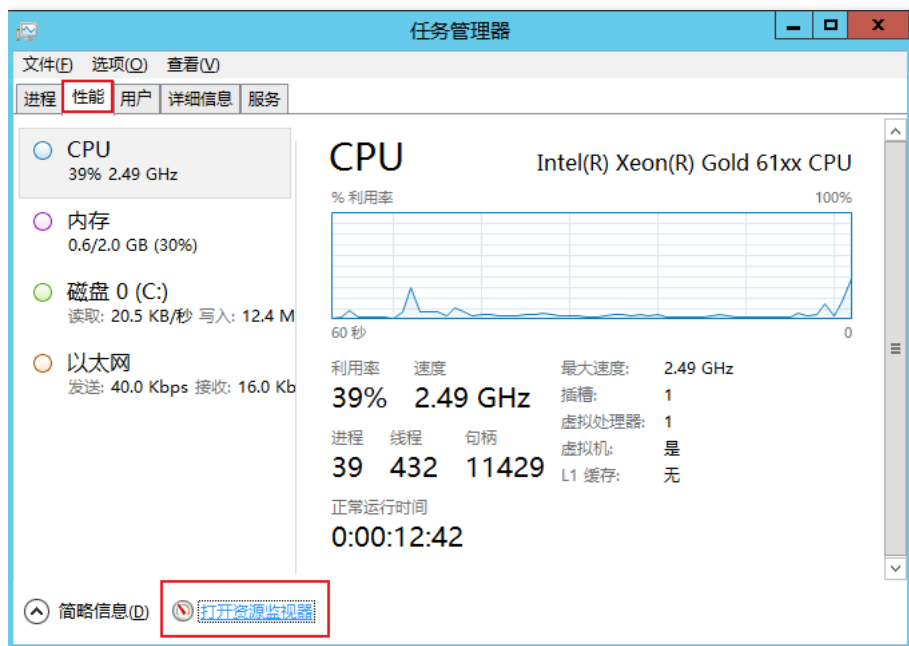 任务管理器
文件(F) 选项(O) 查看(V)
进程 性能 用户 详细信息 服务
CPU
39% 2.49 GHz
内存
0.6/2.0 GB (30%)
磁盘 0 (C:)
读取: 20.5 KB/秒 写入: 12.4 M
以太网
发送: 40.0 Kbps 接收: 16.0 Kb
CPU Intel(R) Xeon(R) Gold 61xx CPU
% 利用率 100%
60 秒 0
利用率 速度
39% 2.49 GHz
进程 线程 句柄
39 432 11429
最大速度: 2.49 GHz
插槽: 1
虚拟处理器: 1
虚拟机: 是
L1 缓存: 无
正常运行时间
0:00:12:42
简略信息(D) 打开资源监视器